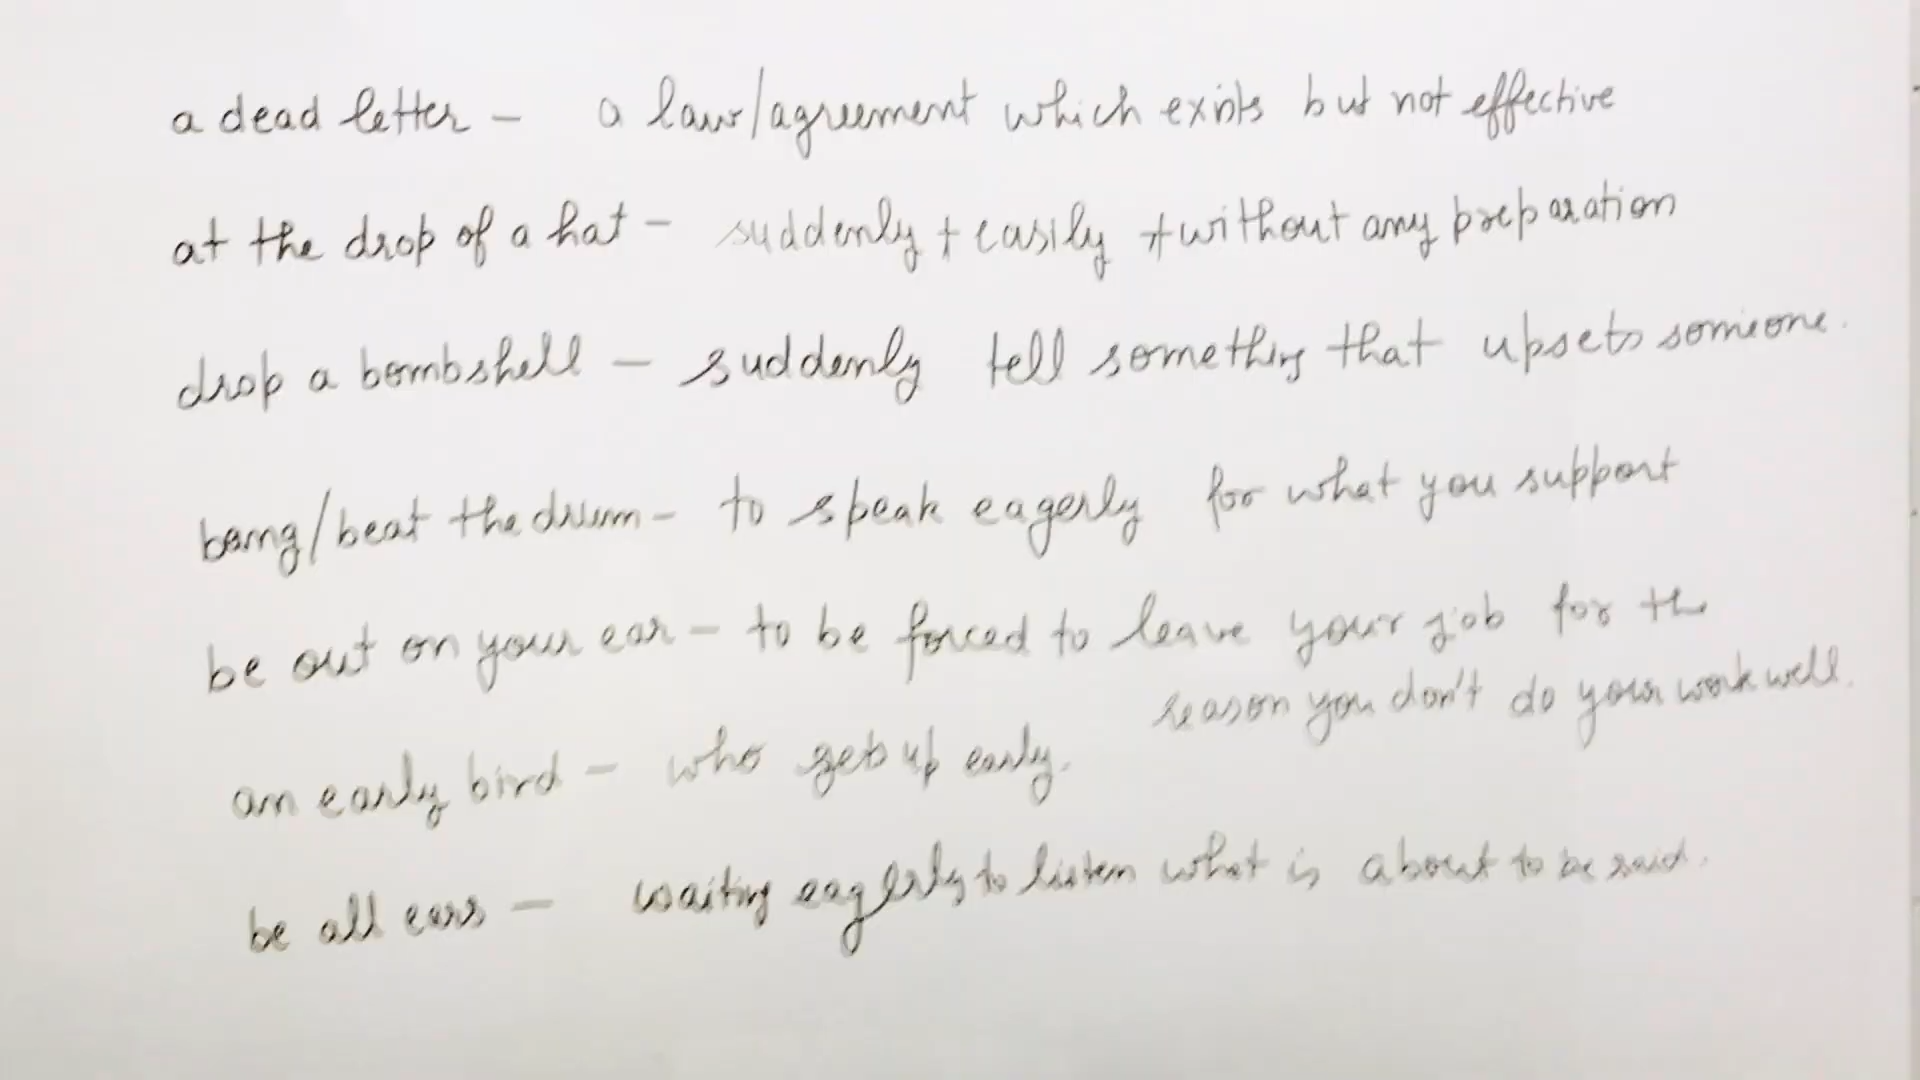 a dead letter - a law/agreement which exists but not effective
at the drop of a hat - suddenly + easily + without any preparation
drop a bombshell - suddenly tell something that upsets someone.
bang/beat the drum - to speak eagerly for what you support
be out on your ear - to be forced to leave your job for the
reason you don't do your work well.
an early bird - who gets up early.
be all ears - waiting eagerly to listen what is about to be said.